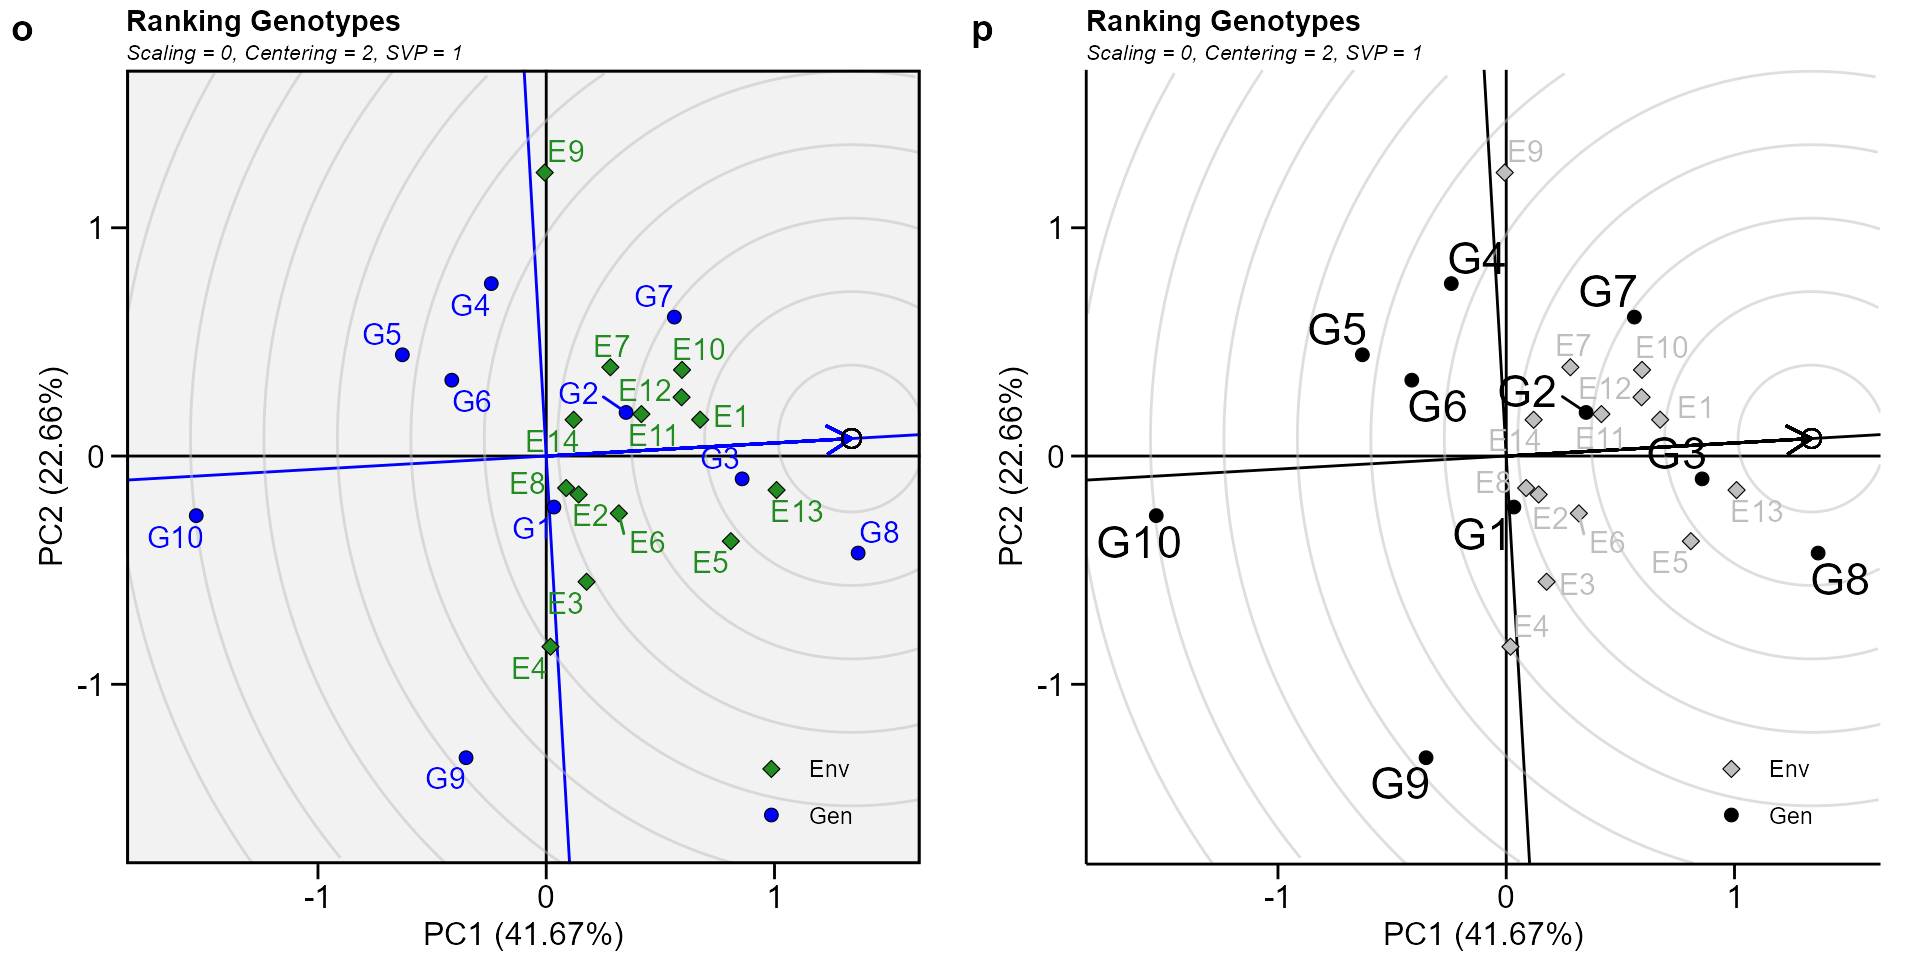 o
Ranking Genotypes
Scaling = 0, Centering = 2, SVP = 1
E9
1
G4
G7
G5
E7
E10
G6
G2
E12
E1
E14
E11
0
G3
E8
E13
G10
G1
E2
E6
G8
E5
E3
E4
-1
G9
Env
Gen
-1
0
1
PC1 (41.67%)
PC2 (22.66%)
p
Ranking Genotypes
Scaling = 0, Centering = 2, SVP = 1
E9
1
G4
G7
G5
E7
E10
G6
G2
E12
E1
E14
E11
0
G3
E8
E13
G10
G1
E2
E6
E5
G8
E3
E4
-1
G9
Env
Gen
-1
0
1
PC1 (41.67%)
PC2 (22.66%)